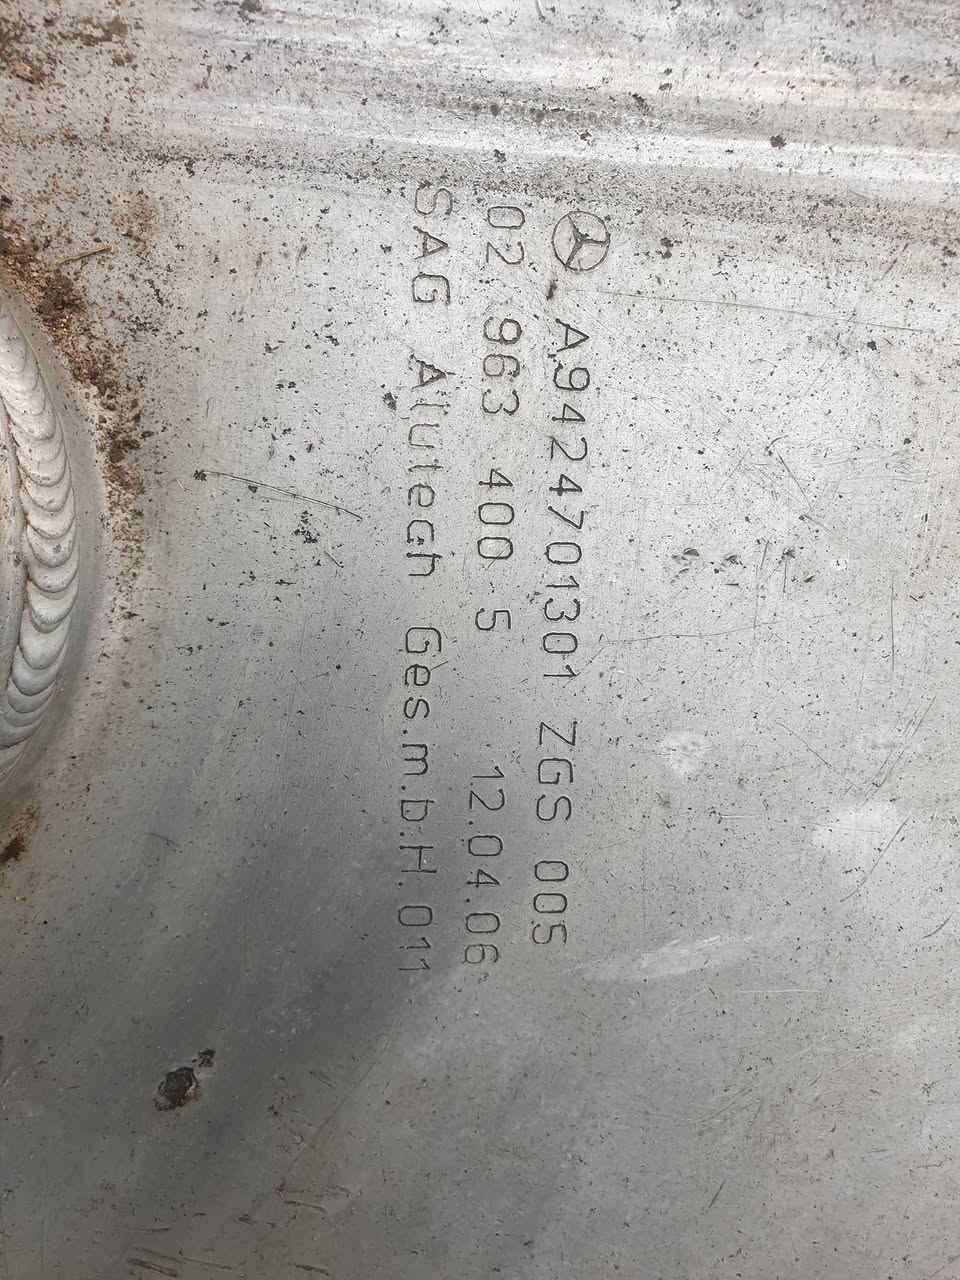 A9424701301 ZGS 005
02 963 400 5 12.04.06
SAG Alutech Ges.m.b.H.011